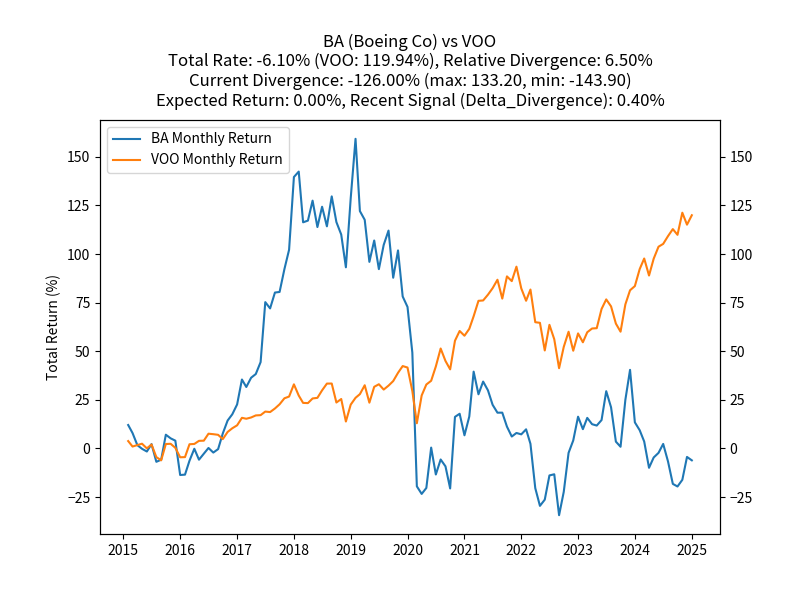 BA (Boeing Co) vs VOO
Total Rate: -6.10% (VOO: 119.94%), Relative Divergence: 6.50%
Current Divergence: -126.00% (max: 133.20, min: -143.90)
Expected Return: 0.00%, Recent Signal (Delta_Divergence): 0.40%
BA Monthly Return
VOO Monthly Return
150 150
125 125
100 100
75 75
50 50
25 25
0 0
−25 −25
Total Return (%)
2015 2016 2017 2018 2019 2020 2021 2022 2023 2024 2025